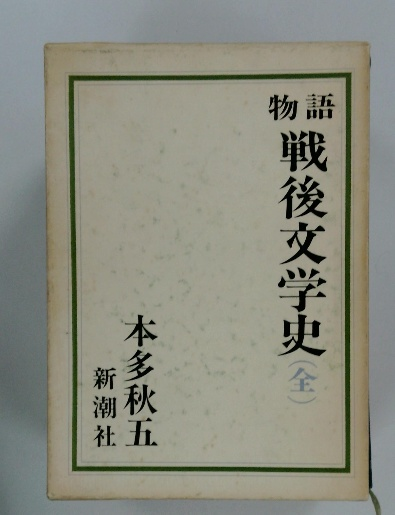 物語
戦後文学史(全)
本多秋五
新潮社